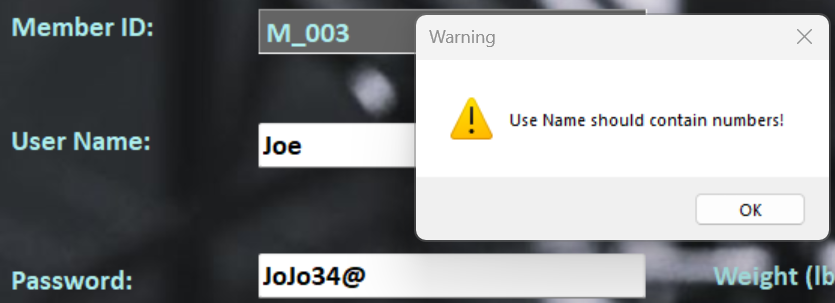 Member ID:
M_003
Warning
Use Name should contain numbers!
User Name:
Joe
OK
Password:
JoJo34@
Weight (lb